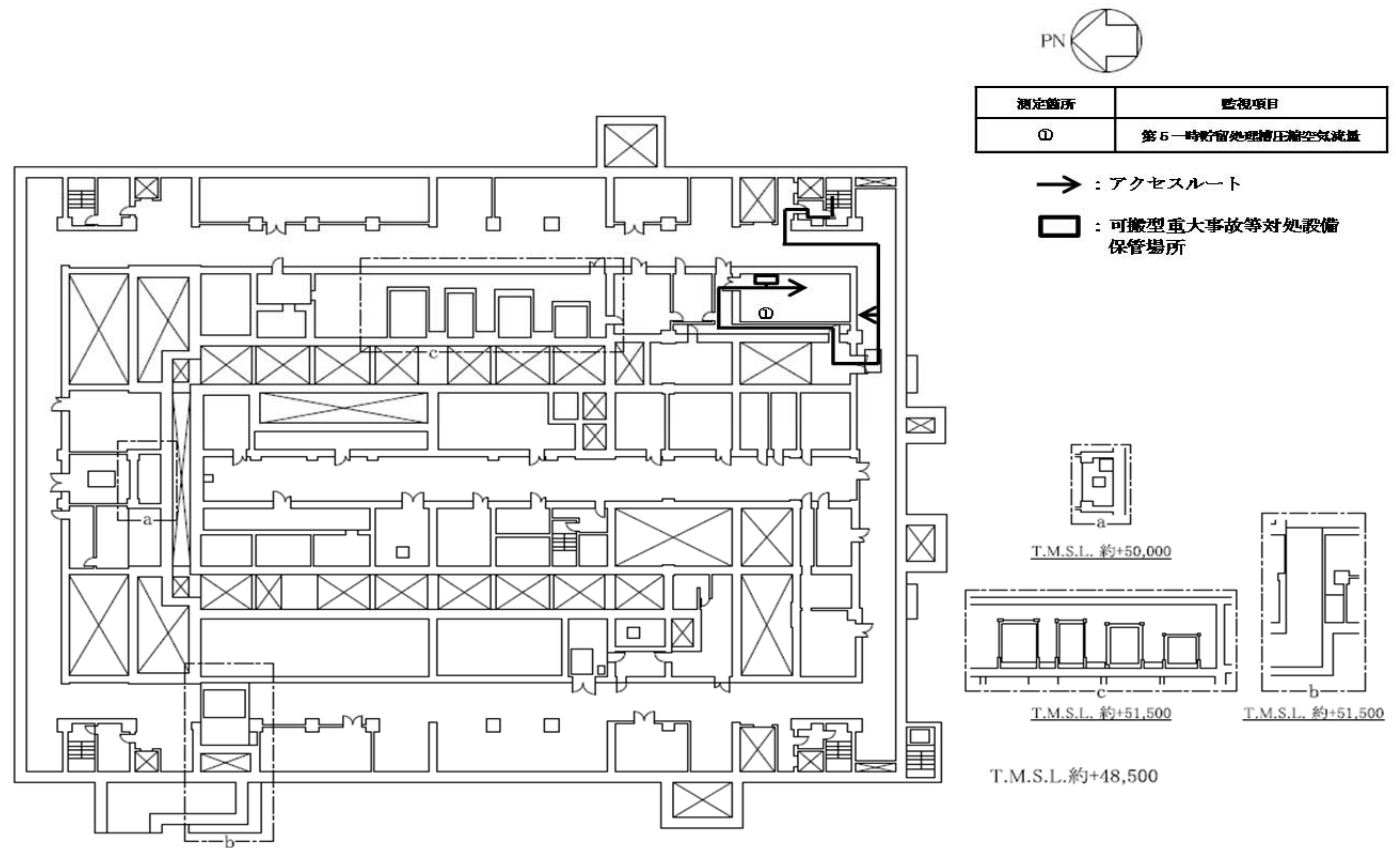 PN
測定箇所 監視項目
① 第5一時貯留処理槽圧縮空気流量
：アクセスルート
：可搬型重大事故等対処設備
保管場所
①
c
a
b
a
T.M.S.L. 約+50,000
c
T.M.S.L. 約+51,500
b
T.M.S.L. 約+51,500
T.M.S.L.約+48,500